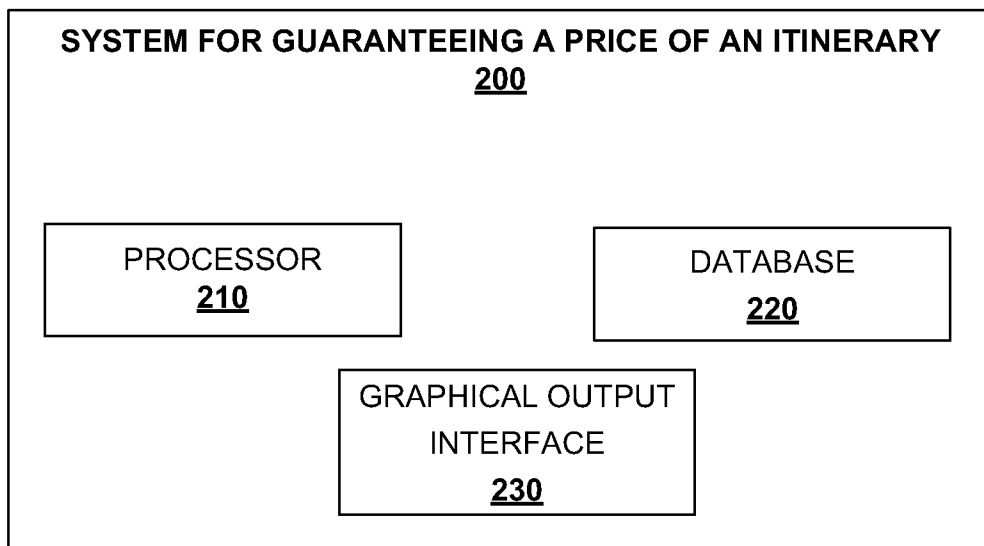 SYSTEM FOR GUARANTEEING A PRICE OF AN ITINERARY
200
PROCESSOR
210
DATABASE
220
GRAPHICAL OUTPUT
INTERFACE
230